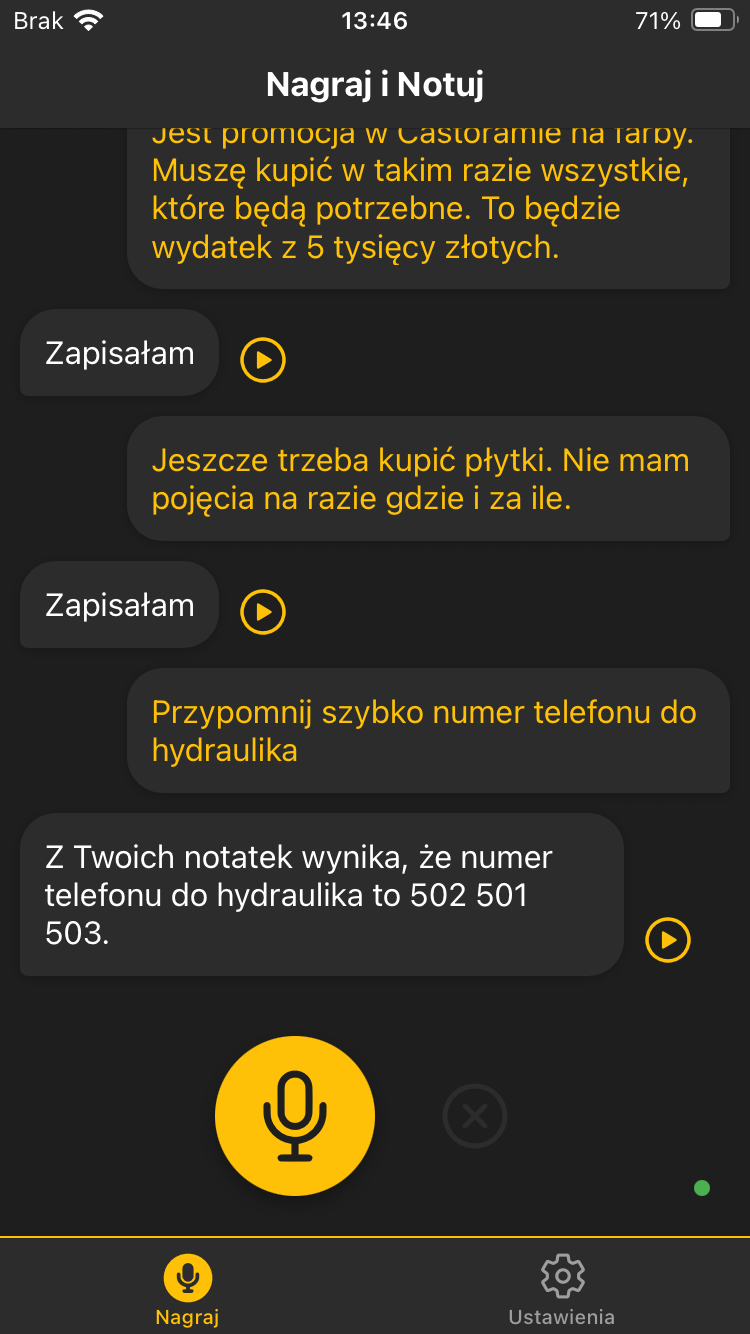 Brak
13:46
71%
Nagraj i Notuj
Jest promocja w Castoramie na farby.
Muszę kupić w takim razie wszystkie,
które będą potrzebne. To będzie
wydatek z 5 tysięcy złotych.
Zapisałam
Jeszcze trzeba kupić płytki. Nie mam
pojęcia na razie gdzie i za ile.
Zapisałam
Przypomnij szybko numer telefonu do
hydraulika
Z Twoich notatek wynika, że numer
telefonu do hydraulika to 502 501
503.
Nagraj
Ustawienia